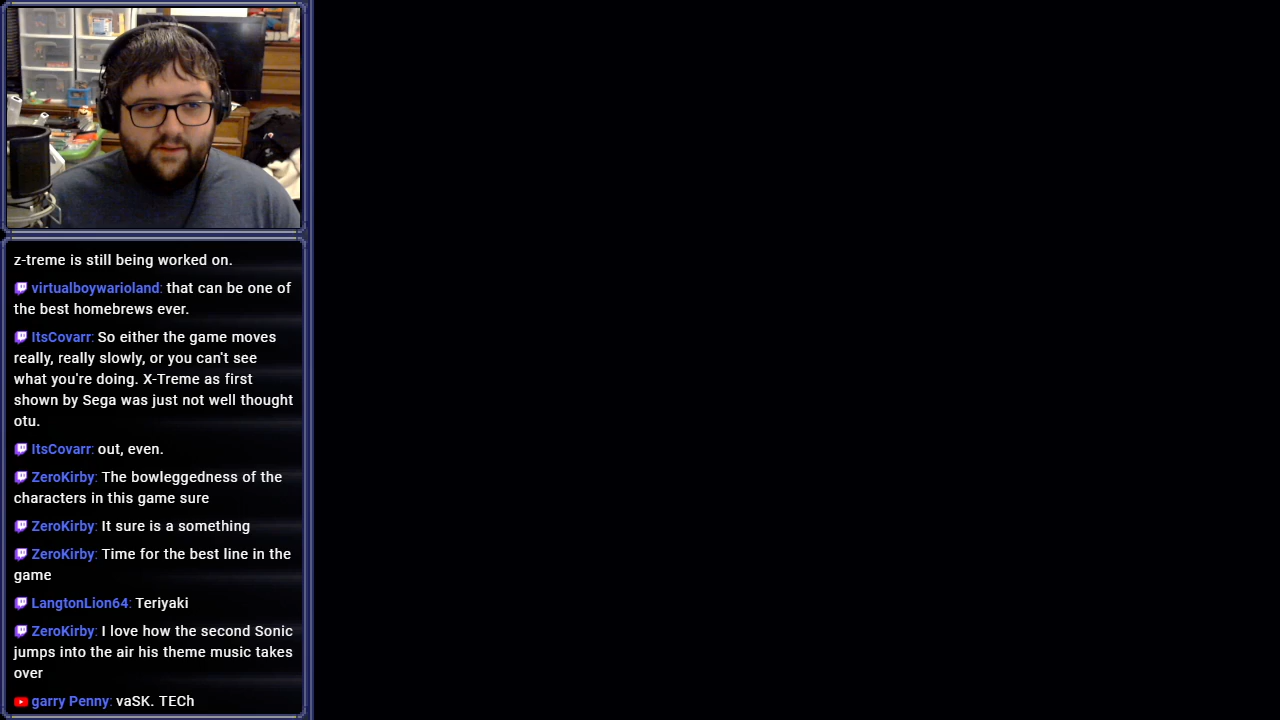 z-treme is still being worked on.
virtualboywarioland: that can be one of
the best homebrews ever.
ItsCovarr: So either the game moves
really, really slowly, or you can't see
what you're doing. X-Treme as first
shown by Sega was just not well thought
otu.
ItsCovarr: out, even.
ZeroKirby: The bowleggedness of the
characters in this game sure
ZeroKirby: It sure is a something
ZeroKirby: Time for the best line in the
game
LangtonLion64: Teriyaki
ZeroKirby: I love how the second Sonic
jumps into the air his theme music takes
over
garry Penny: vaSK. TECh